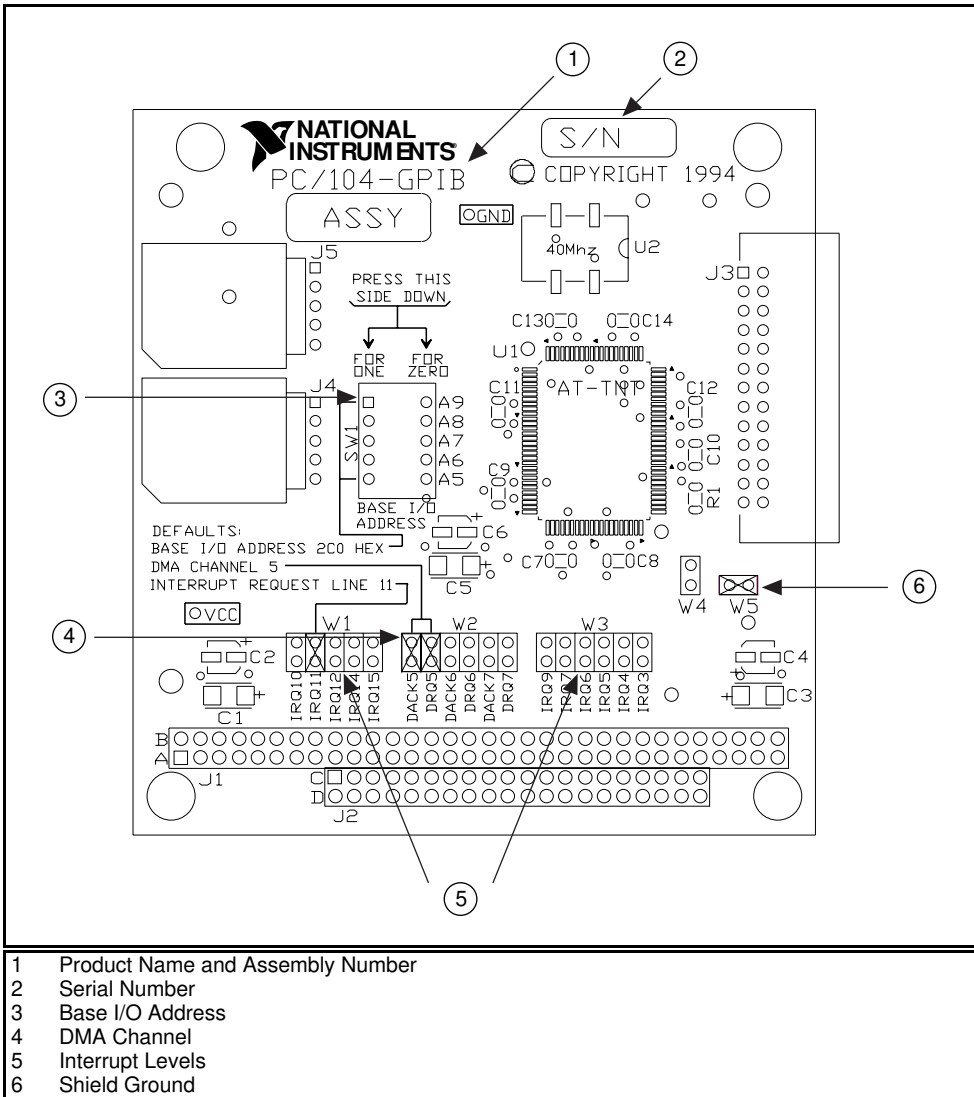 1
2
NATIONAL
INSTRUMENTS
PC/104-GPIB
ASSY
S/N
© COPYRIGHT 1994
GND
40Mhz
U2
J5
J3
PRESS THIS
SIDE DOWN
C13
C14
FOR
ONE
FOR
ZERO
U1
J4
3
AT-TNT
C11
C12
A9
A8
A7
A6
A5
SW1
C10
C9
R1
BASE I/O
ADDRESS
DEFAULTS:
BASE I/O ADDRESS 2C0 HEX
DMA CHANNEL 5
INTERRUPT REQUEST LINE 11
C6
C5
C7
C8
6
W4
W5
VCC
4
W1
W2
W3
C2
C4
C1
C3
IRQ10
IRQ11
IRQ12
IRQ14
IRQ15
DACK5
DRQ5
DACK6
DRQ6
DACK7
DRQ7
IRQ9
IRQ7
IRQ6
IRQ5
IRQ4
IRQ3
B
A
J1
C
D
J2
5
1 Product Name and Assembly Number
2 Serial Number
3 Base I/O Address
4 DMA Channel
5 Interrupt Levels
6 Shield Ground